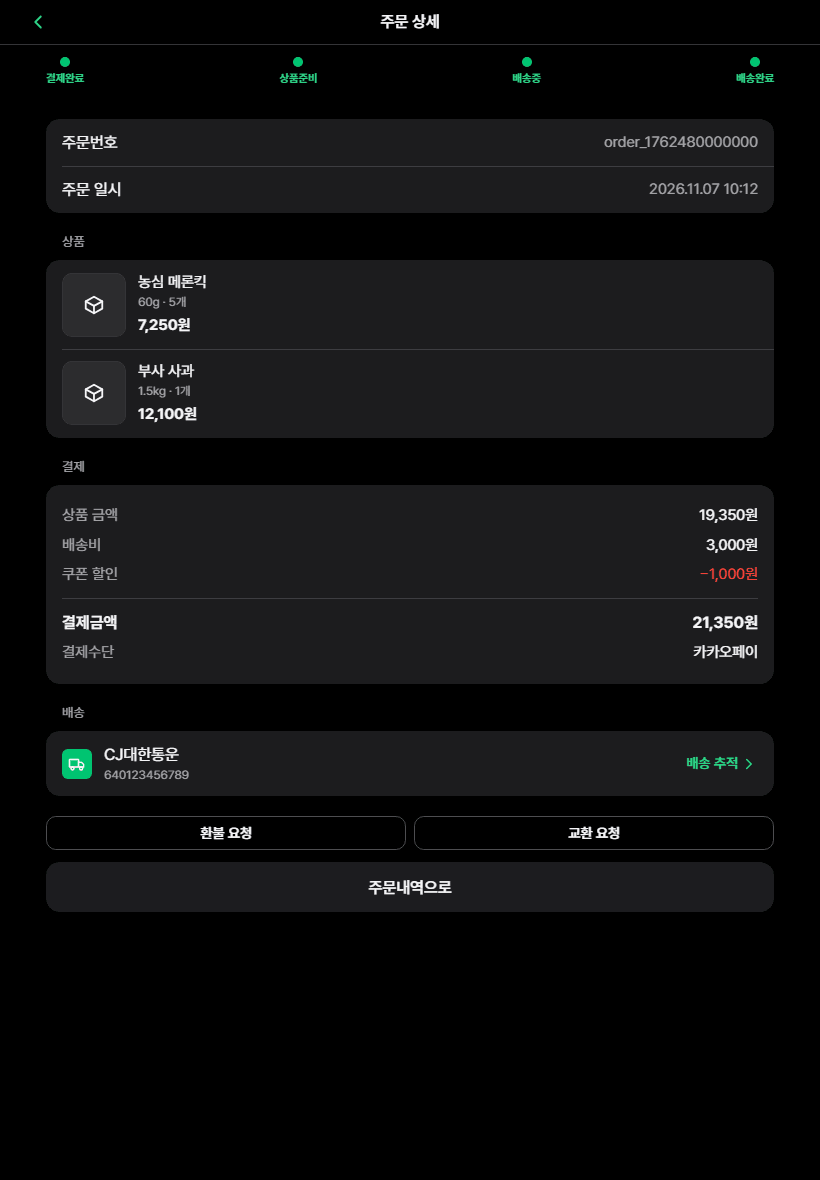 주문 상세
결제완료
상품준비
배송중
배송완료
주문번호 order_1762480000000
주문 일시 2026.11.07 10:12
상품
농심 메론킥
60g · 5개
7,250원
부사 사과
1.5kg · 1개
12,100원
결제
상품 금액 19,350원
배송비 3,000원
쿠폰 할인 −1,000원
결제금액 21,350원
결제수단 카카오페이
배송
CJ대한통운
640123456789
배송 추적
환불 요청
교환 요청
주문내역으로